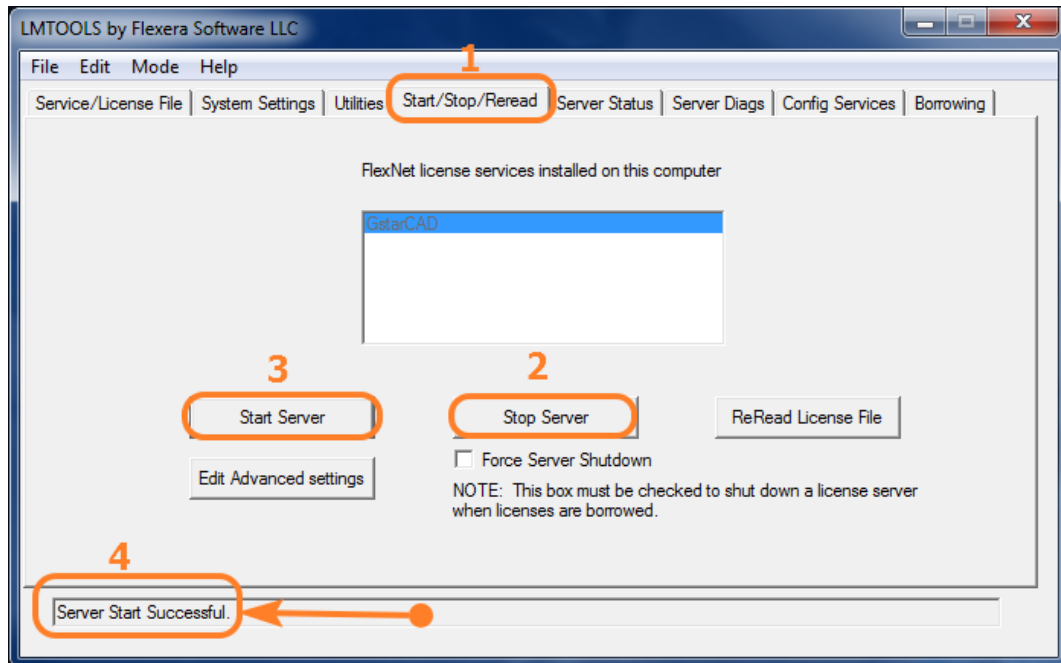 LMTOOLS by Flexera Software LLC
File Edit Mode Help
1
Service/License File System Settings Utilities Start/Stop/Reread Server Status Server Diags Config Services Borrowing
FlexNet license services installed on this computer
GstarCAD
3 2
Start Server Stop Server ReRead License File
Force Server Shutdown
Edit Advanced settings
NOTE: This box must be checked to shut down a license server
when licenses are borrowed.
4
Server Start Successful.